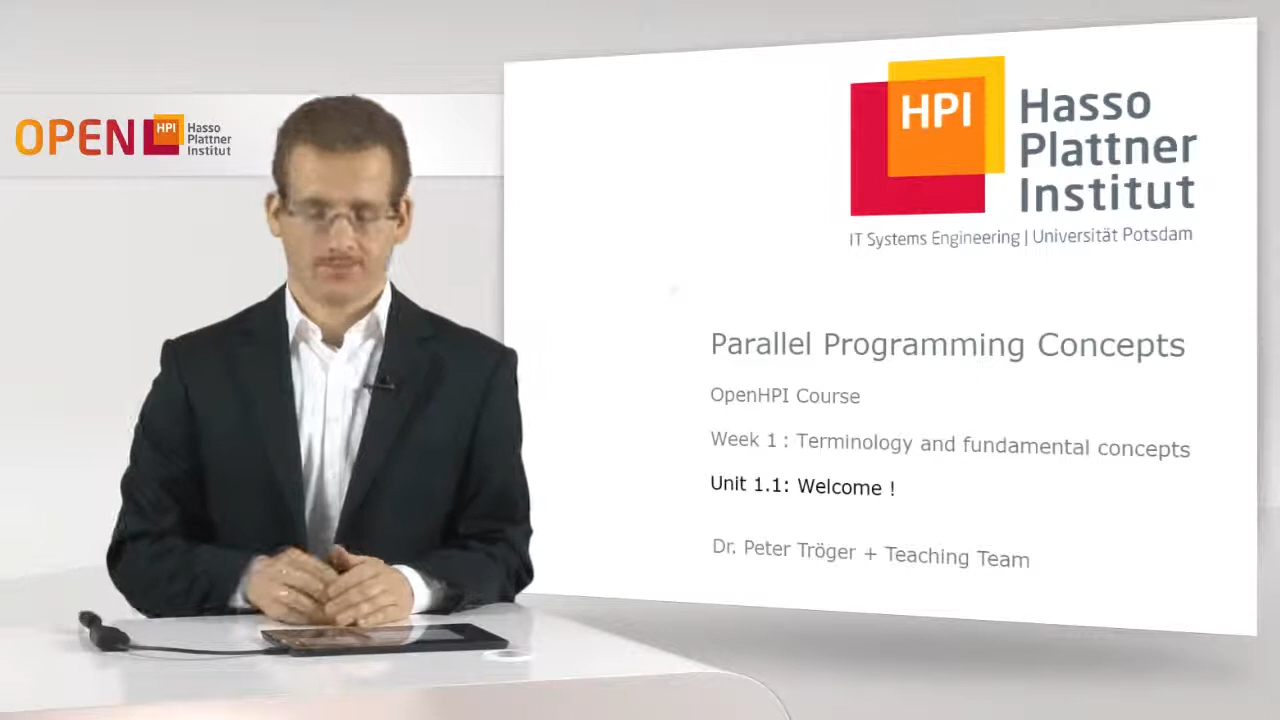 OPEN HPI Hasso
Plattner
Institut
HPI Hasso
Plattner
Institut
IT Systems Engineering | Universität Potsdam
Parallel Programming Concepts
OpenHPI Course
Week 1 : Terminology and fundamental concepts
Unit 1.1: Welcome !
Dr. Peter Tröger + Teaching Team